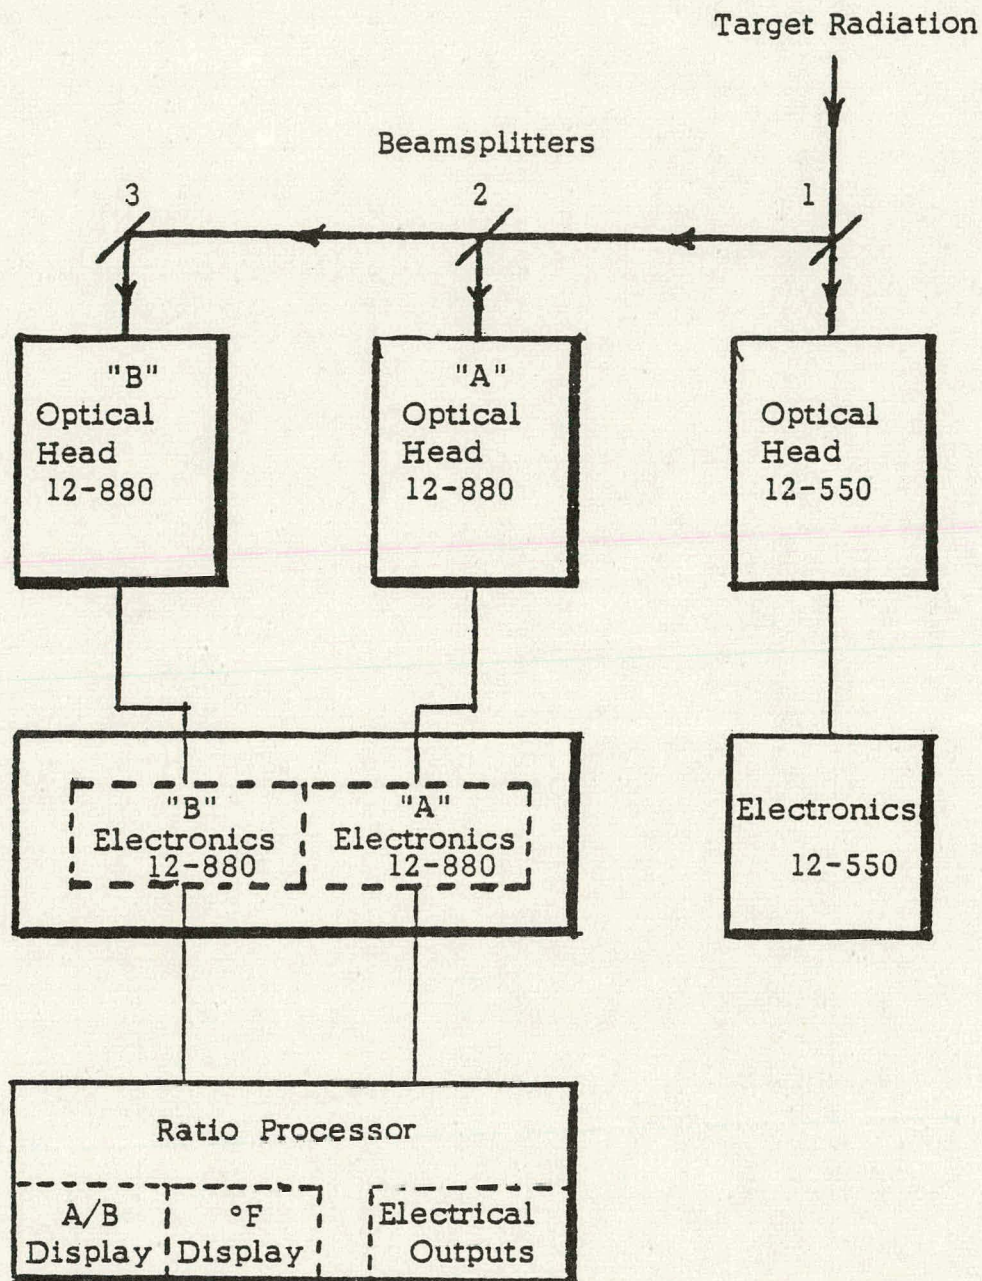 Target Radiation
Beamsplitters
3
2
1
"B"
Optical
Head
12-880
"A"
Optical
Head
12-880
Optical
Head
12-550
"B"
Electronics
12-880
"A"
Electronics
12-880
Electronics
12-550
Ratio Processor
A/B
Display
°F
Display
Electrical
Outputs